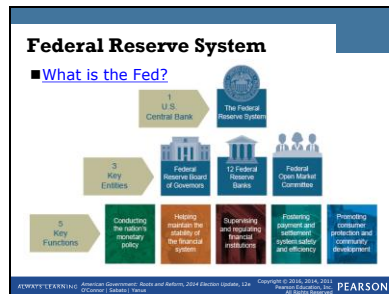 Federal Reserve System
■What is the Fed?
1
U.S.
Central Bank
The Federal
Reserve System
3
Key
Entities
Federal
Reserve Board
of Governors
12 Federal
Reserve
Banks
Federal
Open Market
Committee
5
Key
Functions
Conducting
the nation's
monetary
policy
Helping
maintain the
stability of
the financial
system
Supervising
and regulating
financial
institutions
Fostering
payment and
settlement
system safety
and efficiency
Promoting
consumer
protection and
community
development
ALWAYS LEARNING
American Government: Roots and Reform, 2014 Election Update, 12e
O'Connor | Sabato | Yanus
Copyright © 2016, 2014, 2011
Pearson Education, Inc.
All Rights Reserved
PEARSON